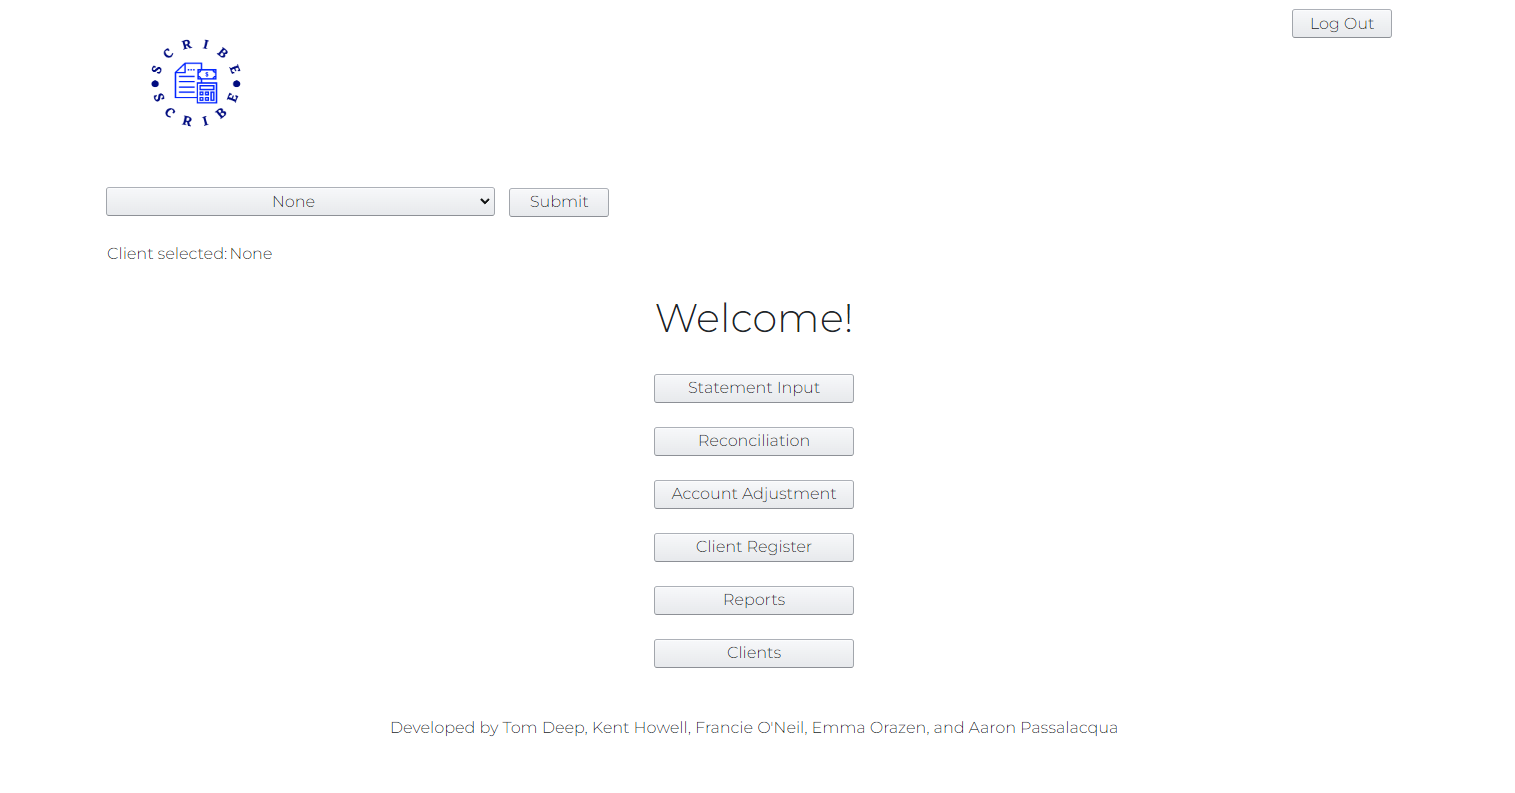 Log Out
SCRIBE
$
SCRIBE
None
Submit
Client selected: None
Welcome!
Statement Input
Reconciliation
Account Adjustment
Client Register
Reports
Clients
Developed by Tom Deep, Kent Howell, Francie O'Neil, Emma Orazen, and Aaron Passalacqua